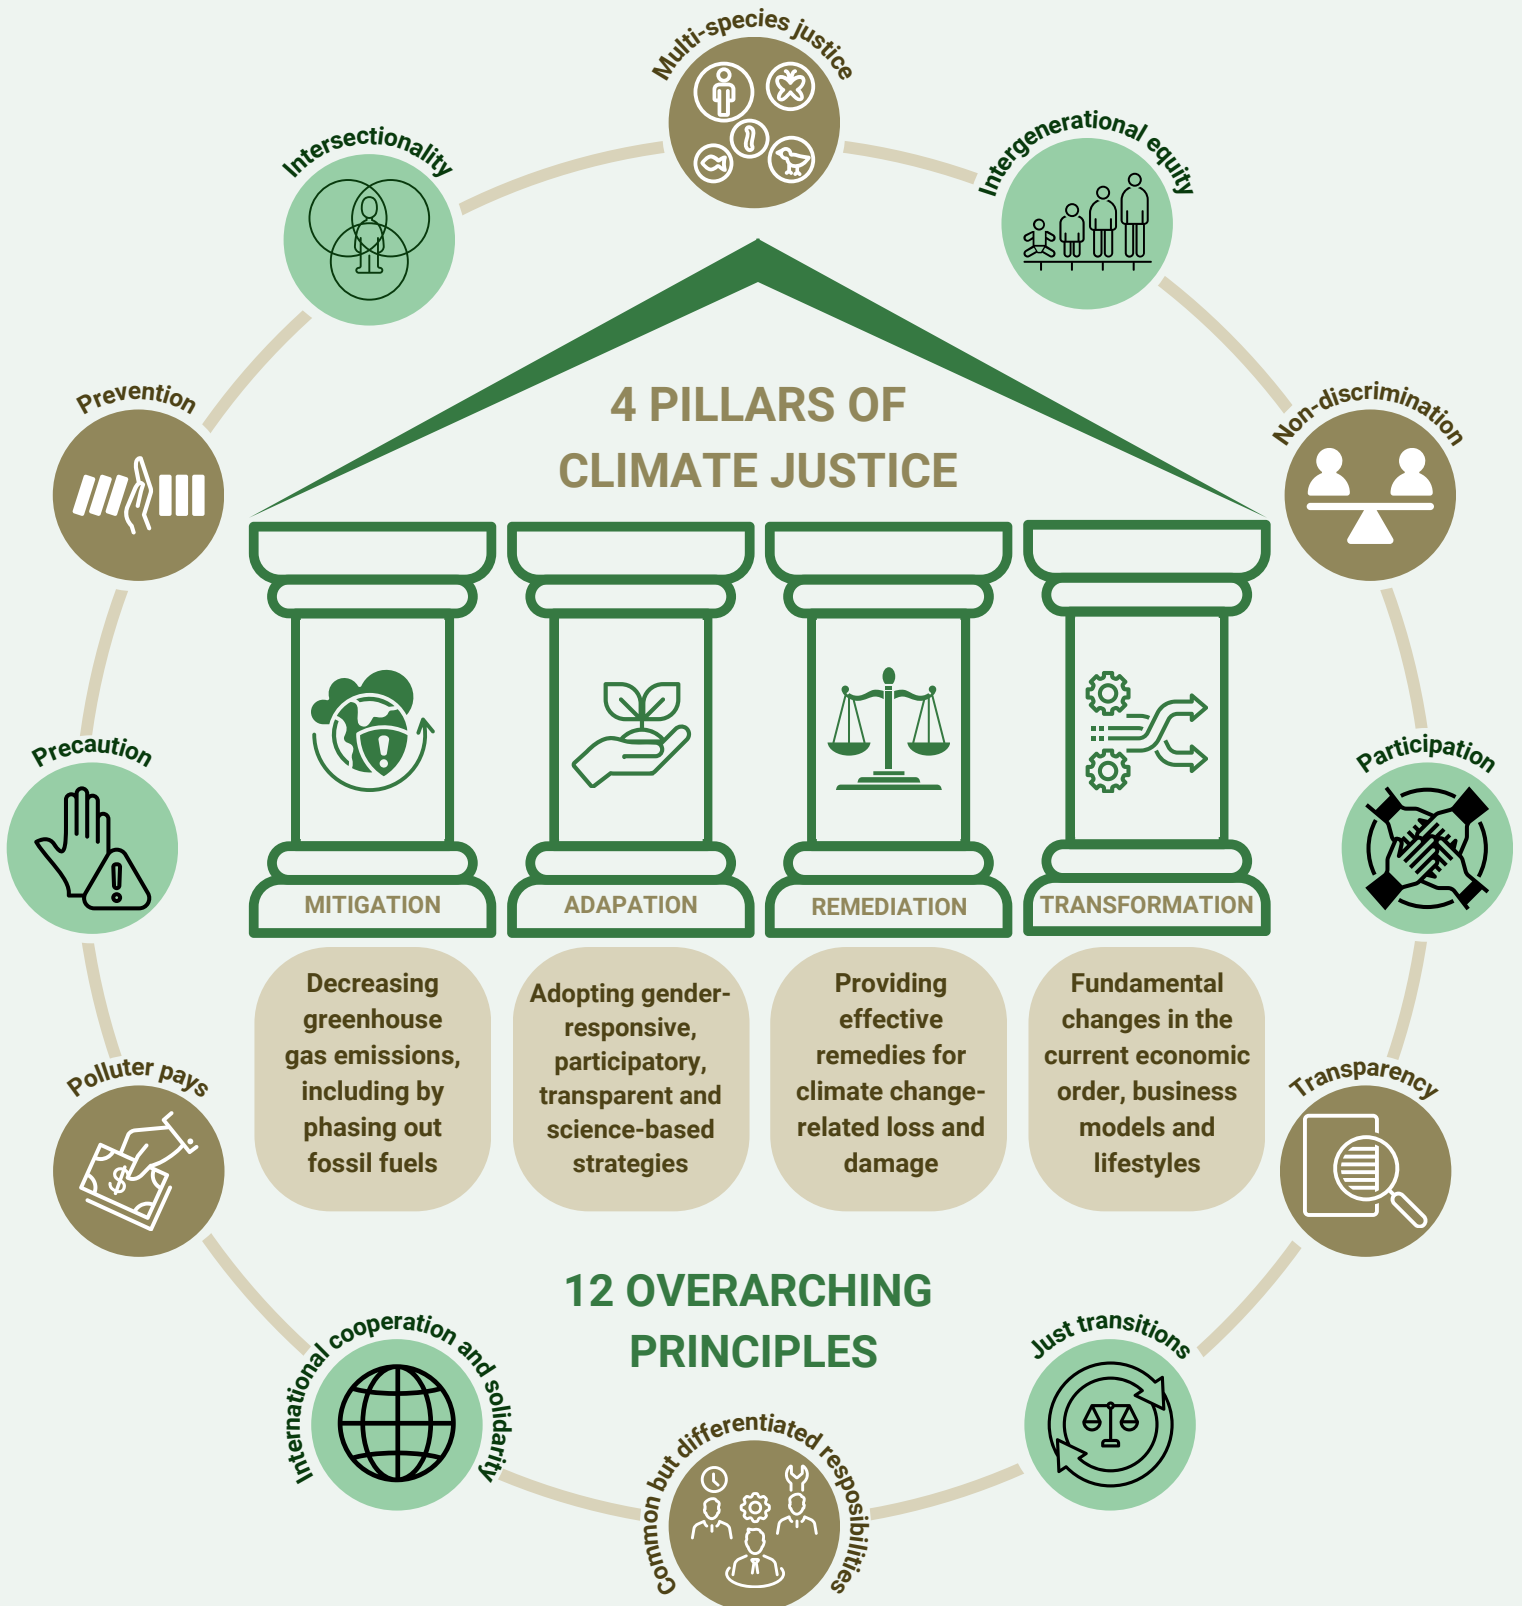 Multi-species justice
Intergenerational equity
Non-discrimination
Participation
Transparency
Just transitions
Common but differentiated resposibilities
International cooperation and solidarity
Polluter pays
Precaution
Prevention
Intersectionality
4 PILLARS OF
CLIMATE JUSTICE
MITIGATION
Decreasing
greenhouse
gas emissions,
including by
phasing out
fossil fuels
ADAPATION
Adopting gender-
responsive,
participatory,
transparent and
science-based
strategies
REMEDIATION
Providing
effective
remedies for
climate change-
related loss and
damage
TRANSFORMATION
Fundamental
changes in the
current economic
order, business
models and
lifestyles
12 OVERARCHING
PRINCIPLES
$